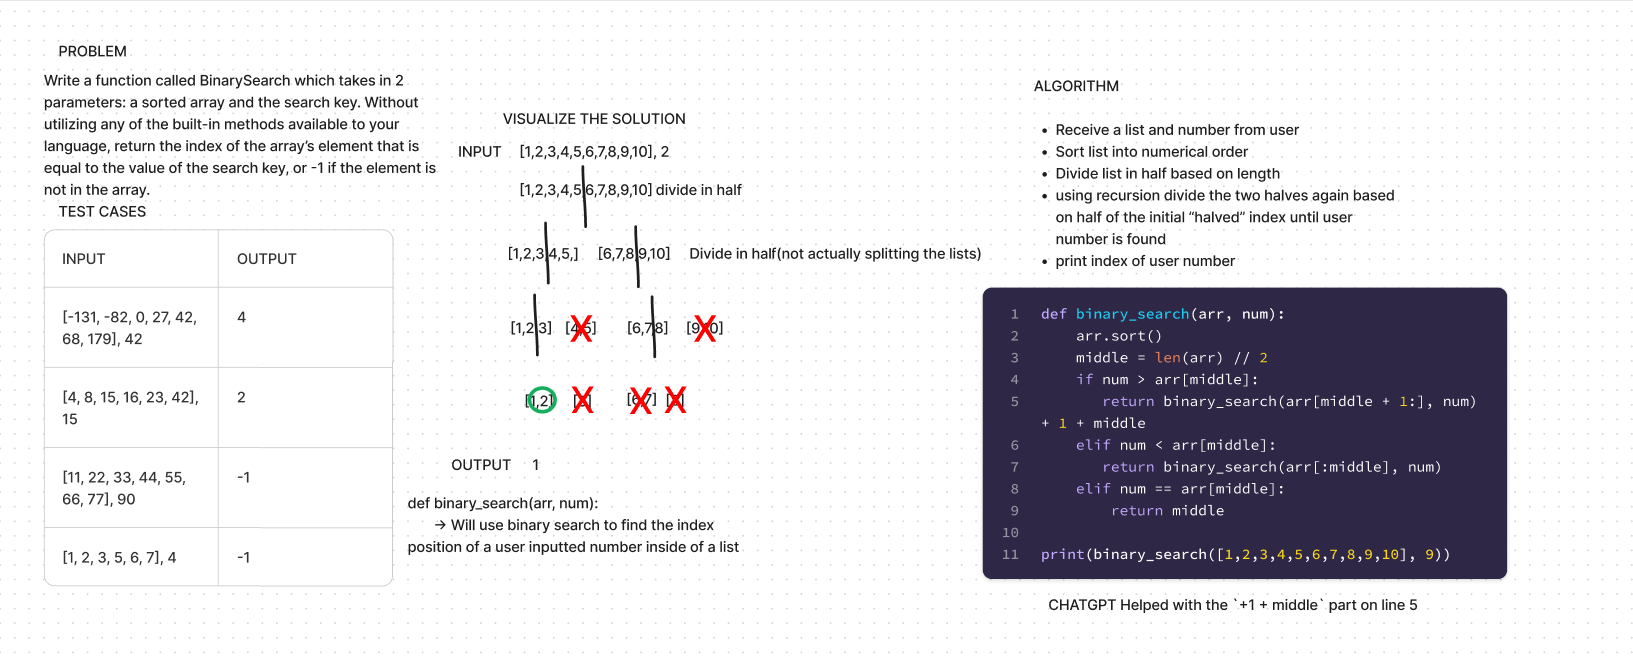 PROBLEM
Write a function called BinarySearch which takes in 2
parameters: a sorted array and the search key. Without
utilizing any of the built-in methods available to your
language, return the index of the array's element that is
equal to the value of the search key, or -1 if the element is
not in the array.
TEST CASES
INPUT OUTPUT
[-131, -82, 0, 27, 42, 4
68, 179], 42
[4, 8, 15, 16, 23, 42], 2
15
[11, 22, 33, 44, 55, -1
66, 77], 90
[1, 2, 3, 5, 6, 7], 4 -1
VISUALIZE THE SOLUTION
INPUT [1,2,3,4,5,6,7,8,9,10], 2
[1,2,3,4,5,6,7,8,9,10] divide in half
[1,2,3,4,5,] [6,7,8,9,10] Divide in half(not actually splitting the lists)
[1,2,3] [4,5] [6,7,8] [9,10]
[1,2] [6,7]
OUTPUT 1
def binary_search(arr, num):
→ Will use binary search to find the index
position of a user inputted number inside of a list
ALGORITHM
• Receive a list and number from user
• Sort list into numerical order
• Divide list in half based on length
• using recursion divide the two halves again based
on half of the initial “halved” index until user
number is found
• print index of user number
1 def binary_search(arr, num):
2 arr.sort()
3 middle = len(arr) // 2
4 if num > arr[middle]:
5 return binary_search(arr[middle + 1:], num)
+ 1 + middle
6 elif num < arr[middle]:
7 return binary_search(arr[:middle], num)
8 elif num == arr[middle]:
9 return middle
10
11 print(binary_search([1,2,3,4,5,6,7,8,9,10], 9))
CHATGPT Helped with the `+1 + middle` part on line 5